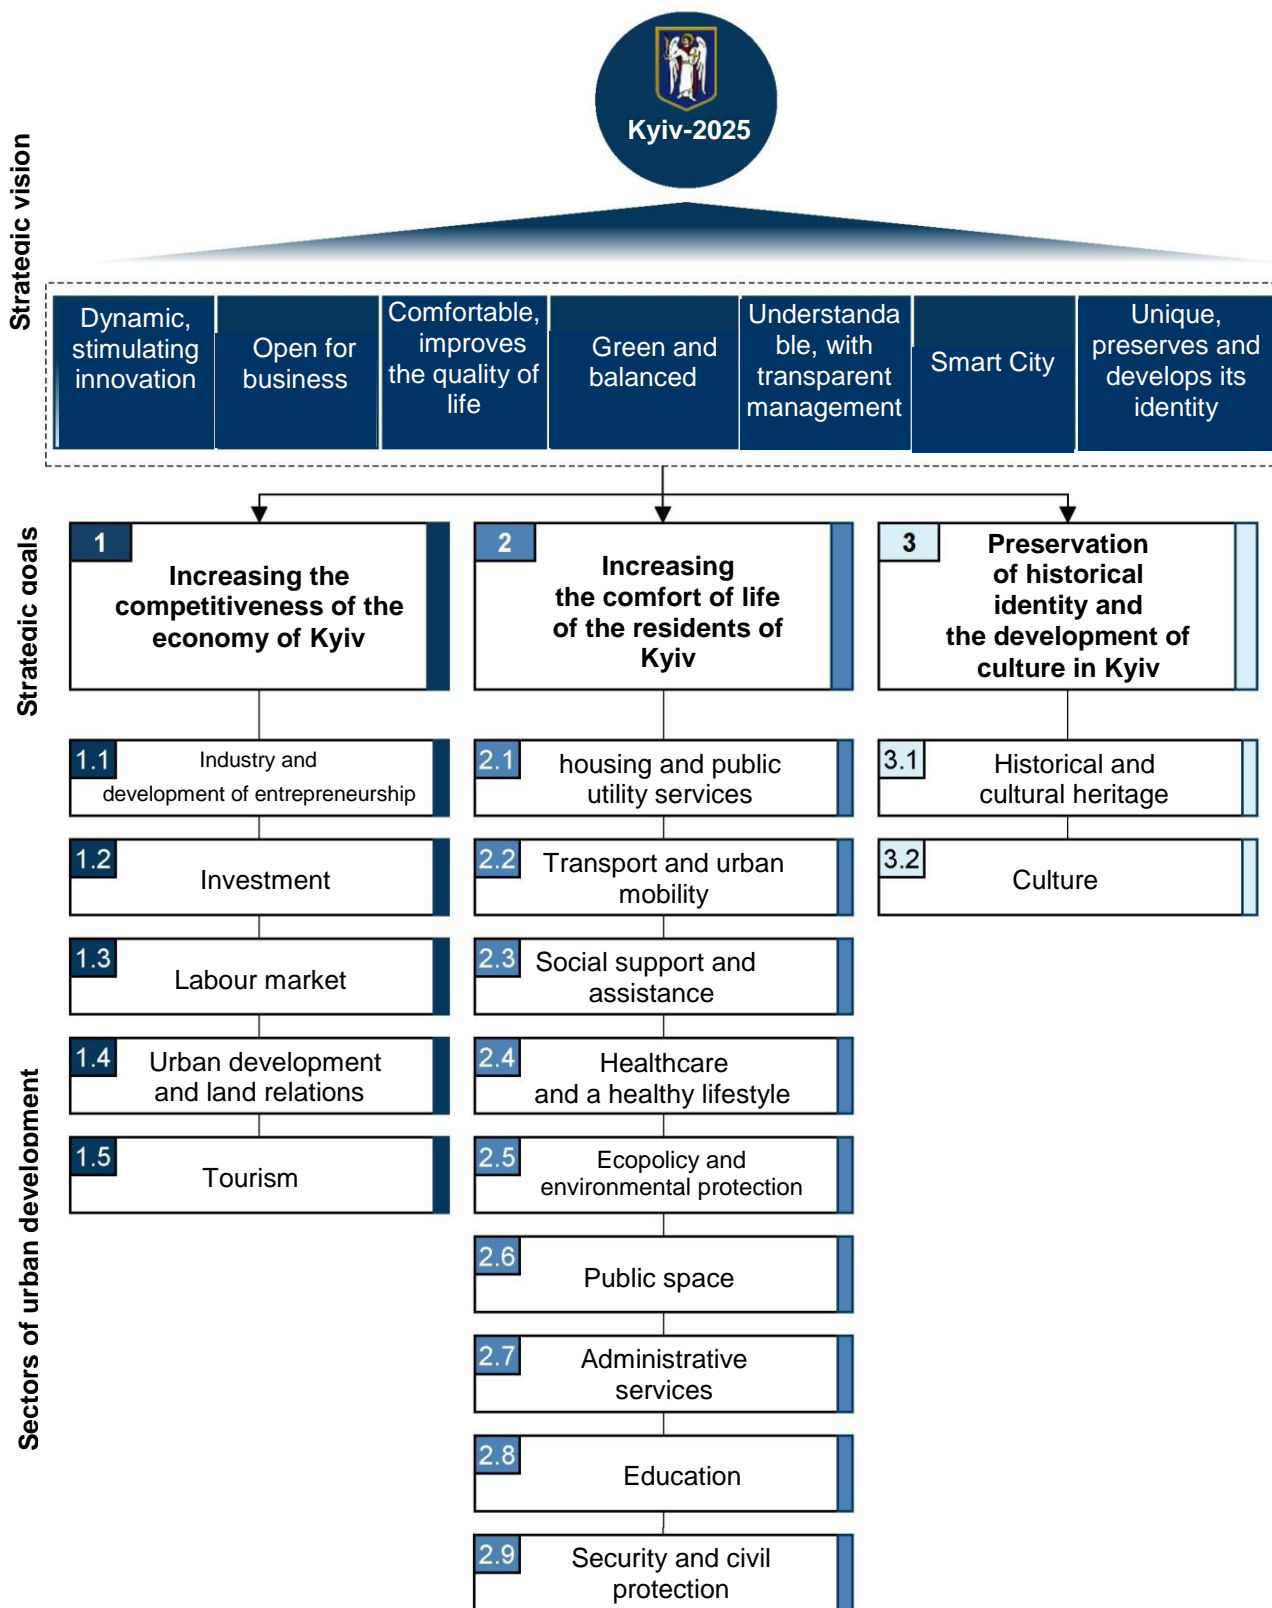 Kyiv-2025
Strategic vision
Dynamic,
stimulating
innovation
Open for
business
Comfortable,
improves
the quality of
life
Green and
balanced
Understanda
ble, with
transparent
management
Smart City
Unique,
preserves and
develops its
identity
Strategic goals
1
Increasing the
competitiveness of the
economy of Kyiv
2
Increasing
the comfort of life
of the residents of
Kyiv
3
Preservation
of historical
identity and
the development of
culture in Kyiv
Sectors of urban development
1.1
Industry and
development of entrepreneurship
1.2
Investment
1.3
Labour market
1.4
Urban development
and land relations
1.5
Tourism
2.1
housing and public
utility services
2.2
Transport and urban
mobility
2.3
Social support and
assistance
2.4
Healthcare
and a healthy lifestyle
2.5
Ecopolicy and
environmental protection
2.6
Public space
2.7
Administrative
services
2.8
Education
2.9
Security and civil
protection
3.1
Historical and
cultural heritage
3.2
Culture